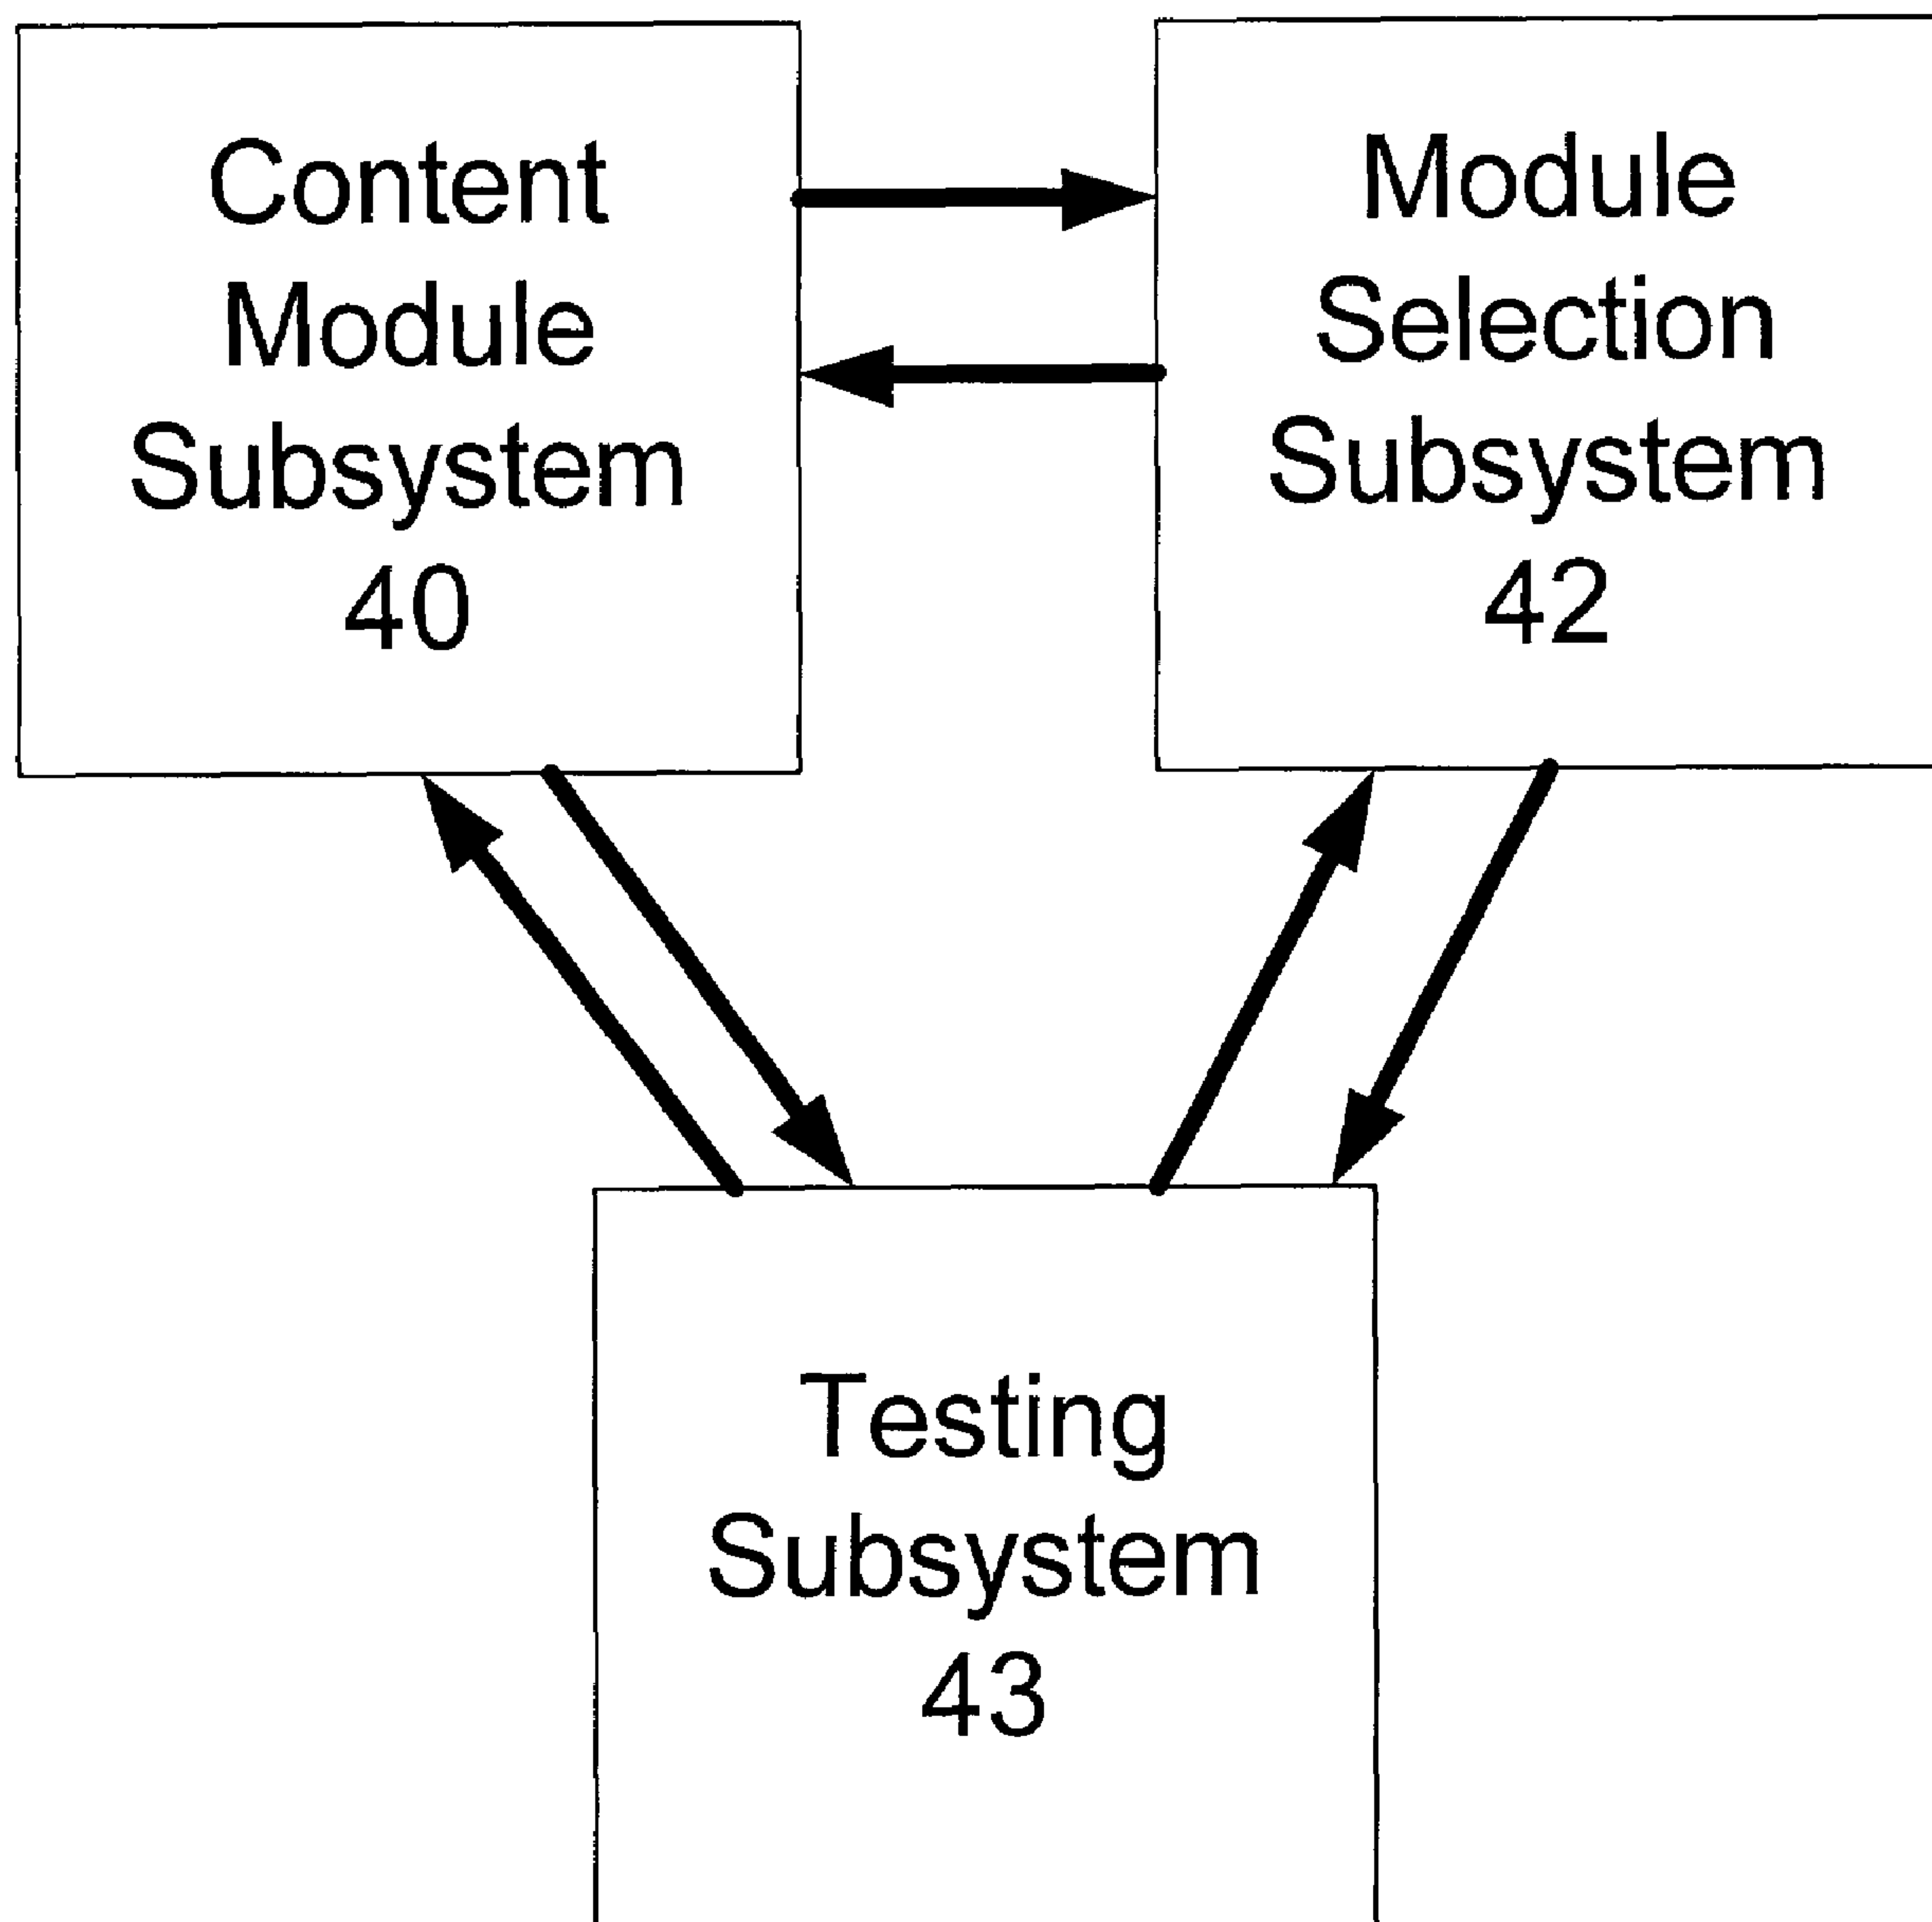 Content
Module
Subsystem
40
Module
Selection
Subsystem
42
Testing
Subsystem
43